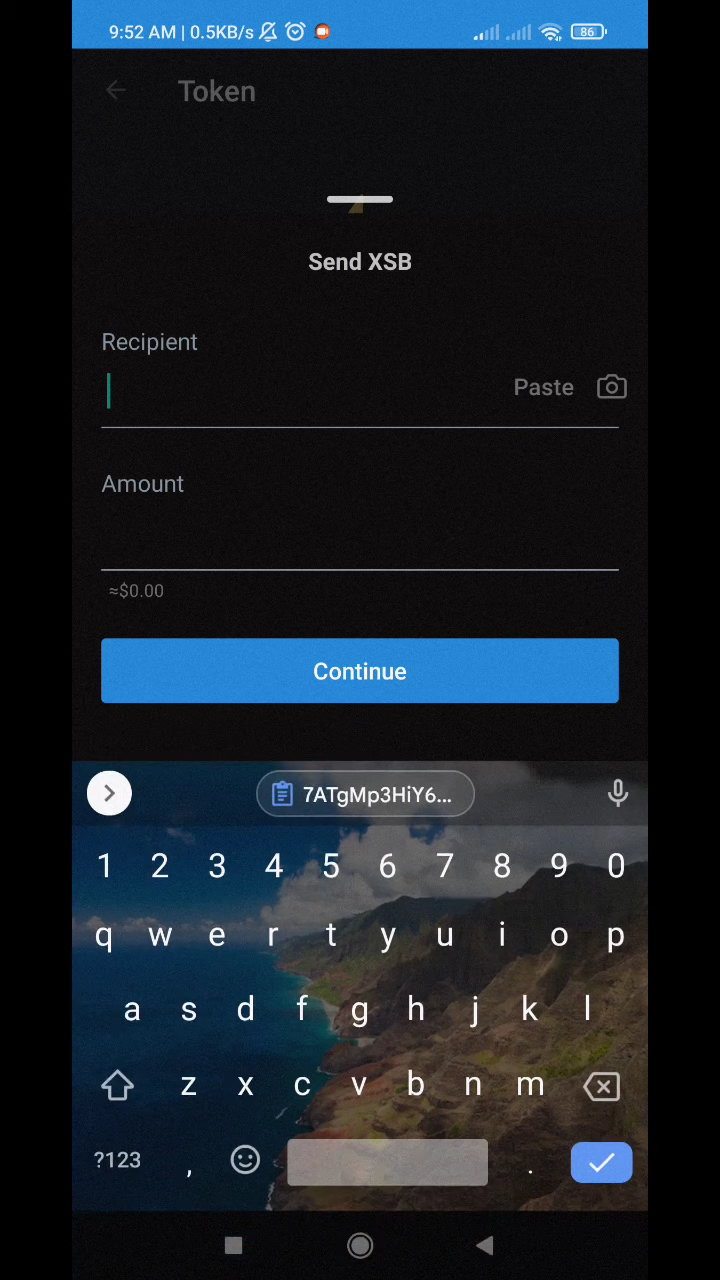 9:52 AM | 0.5KB/s 86
Token
Send XSB
Recipient
Paste
Amount
≈$0.00
Continue
7ATgMp3HiY6...
1 2 3 4 5 6 7 8 9 0
q w e r t y u i o p
a s d f g h j k l
z x c v b n m
?123 , .